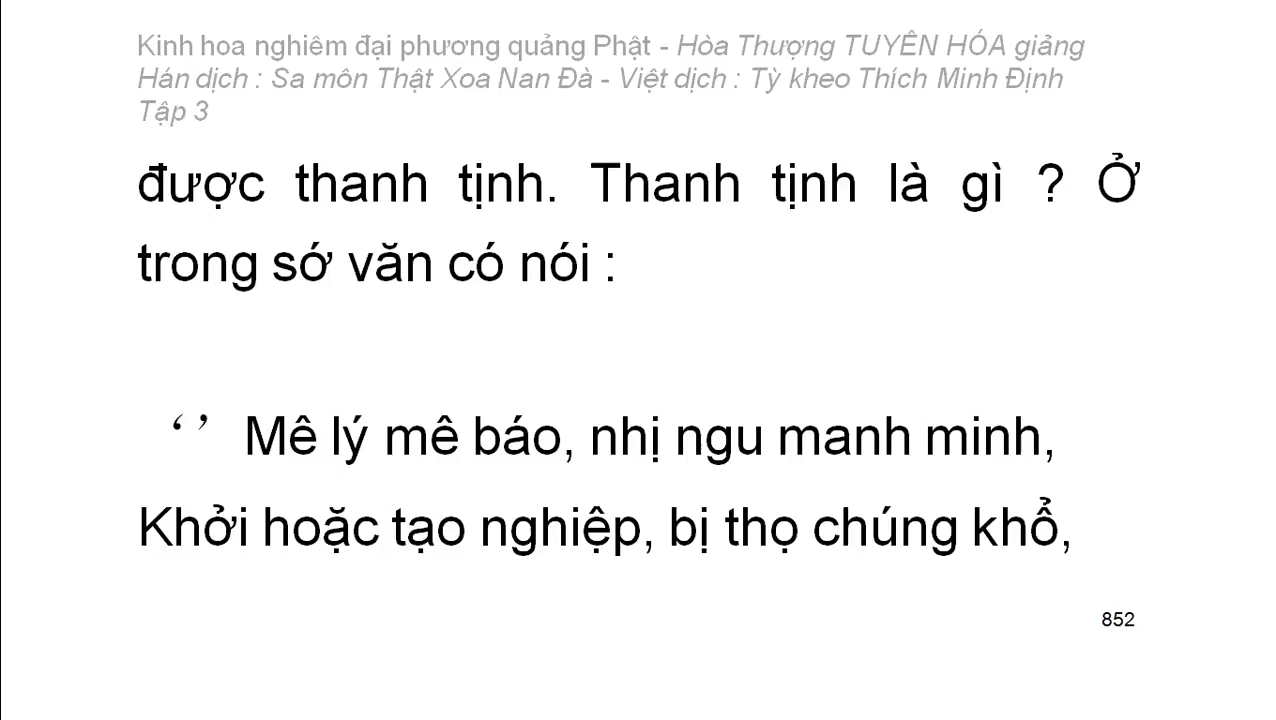 Kinh hoa nghiêm đại phương quảng Phật - Hòa Thượng TUYÊN HÓA giảng
Hán dịch : Sa môn Thật Xoa Nan Đà - Việt dịch : Tỳ kheo Thích Minh Định
Tập 3
được thanh tịnh. Thanh tịnh là gì ? Ở
trong sớ văn có nói :
‘’ Mê lý mê báo, nhị ngu manh minh,
Khởi hoặc tạo nghiệp, bị thọ chúng khổ,
852